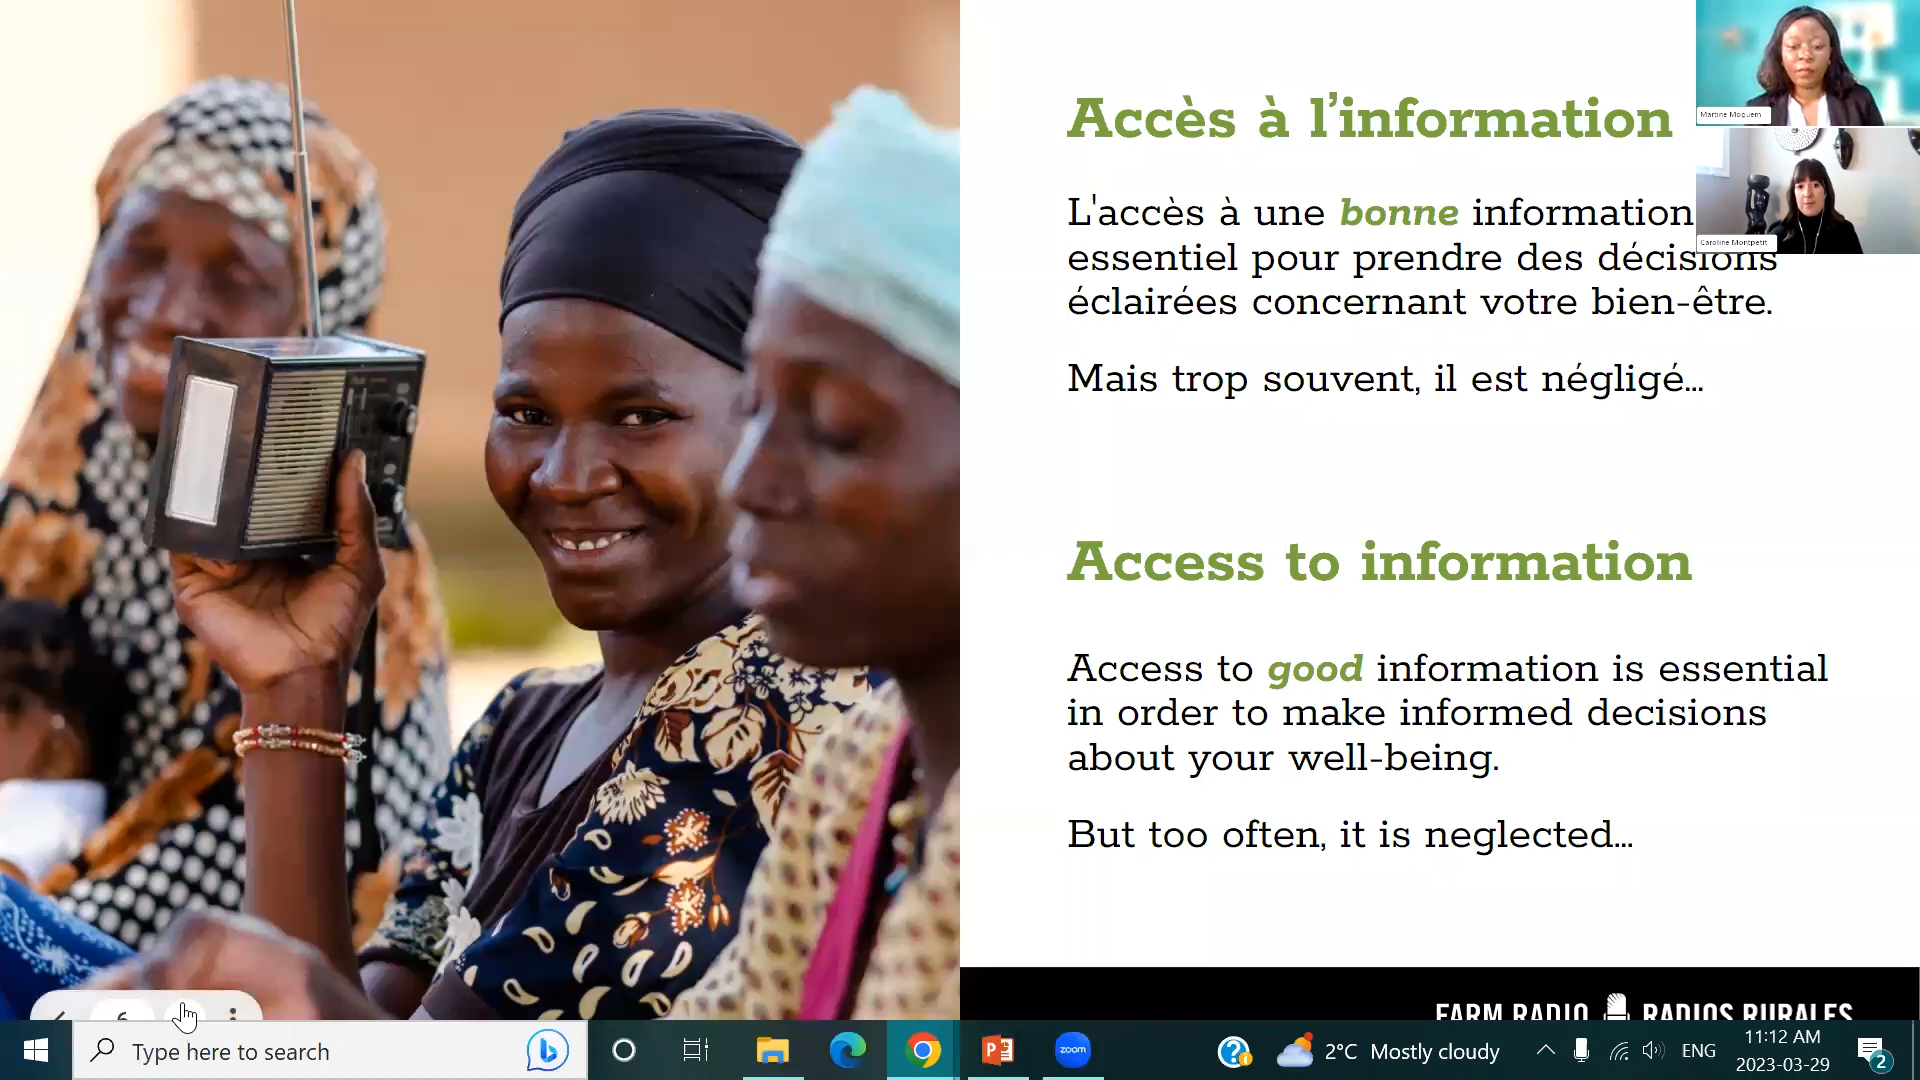 Accès à l'information
L'accès à une bonne information
essentiel pour prendre des décisions
éclairées concernant votre bien-être.
Mais trop souvent, il est négligé...
Access to information
Access to good information is essential
in order to make informed decisions
about your well-being.
But too often, it is neglected...
FARM RADIO RADIOS RURALES
Martine Moguem
Caroline Montpetit
6
Type here to search
zoom
2°C Mostly cloudy
ENG
11:12 AM
2023-03-29
2